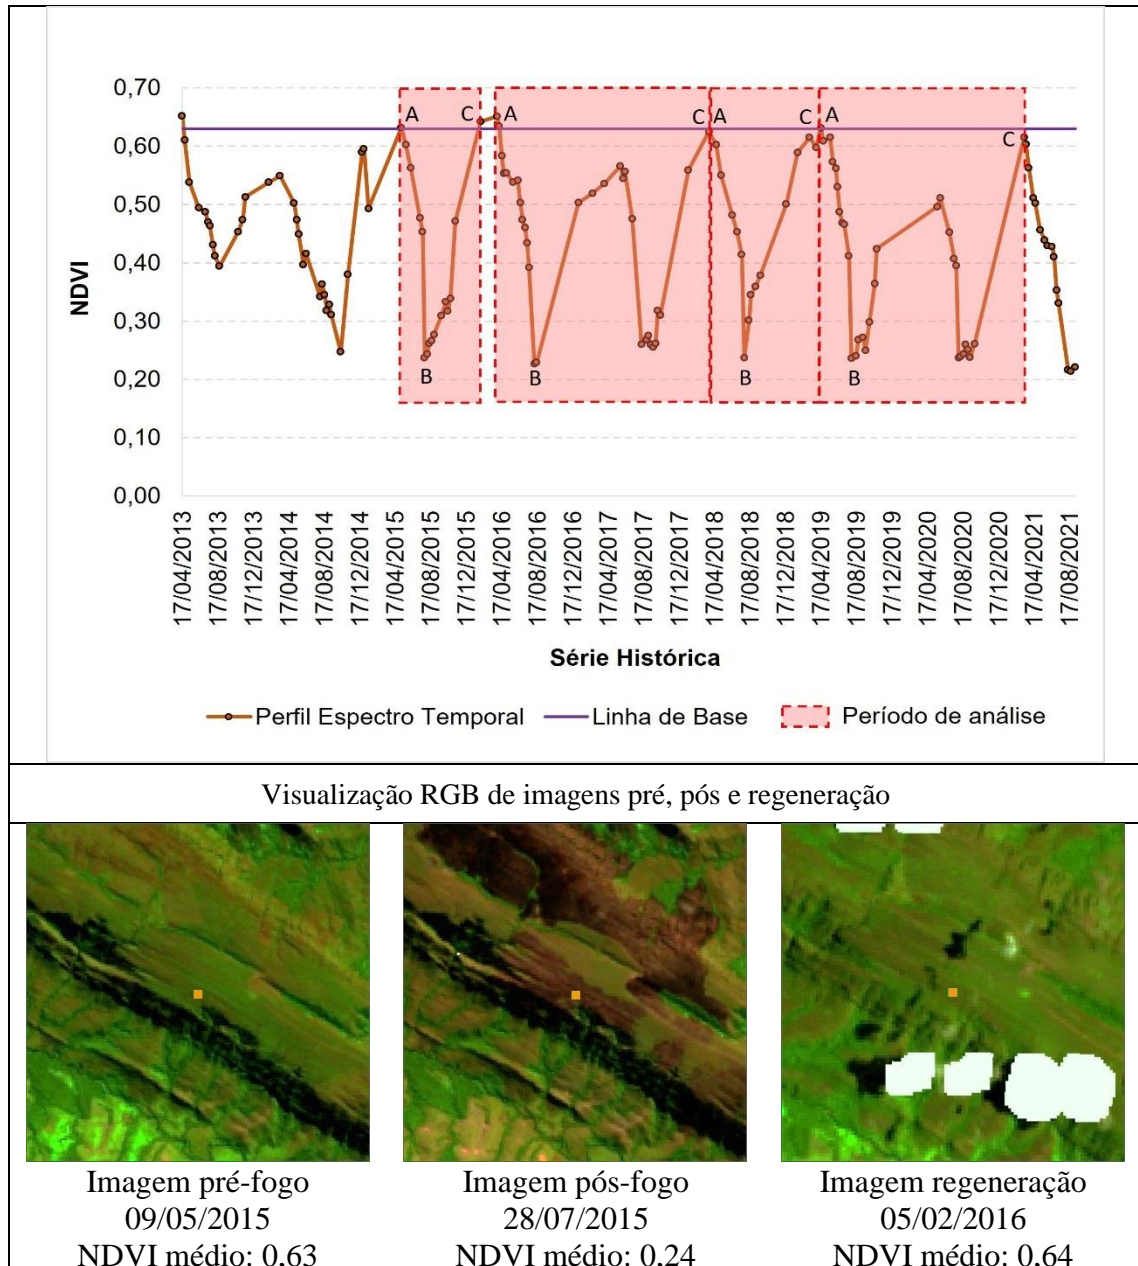 0,70
0,60
0,50
0,40
0,30
0,20
0,10
0,00
NDVI
A
C
A
C
A
C
A
C
B
B
B
B
17/04/2013
17/08/2013
17/12/2013
17/04/2014
17/08/2014
17/12/2014
17/04/2015
17/08/2015
17/12/2015
17/04/2016
17/08/2016
17/12/2016
17/04/2017
17/08/2017
17/12/2017
17/04/2018
17/08/2018
17/12/2018
17/04/2019
17/08/2019
17/12/2019
17/04/2020
17/08/2020
17/12/2020
17/04/2021
17/08/2021
Série Histórica
Perfil Espectro Temporal
Linha de Base
Período de análise
Visualização RGB de imagens pré, pós e regeneração
Imagem pré-fogo
09/05/2015
NDVI médio: 0,63
Imagem pós-fogo
28/07/2015
NDVI médio: 0,24
Imagem regeneração
05/02/2016
NDVI médio: 0,64